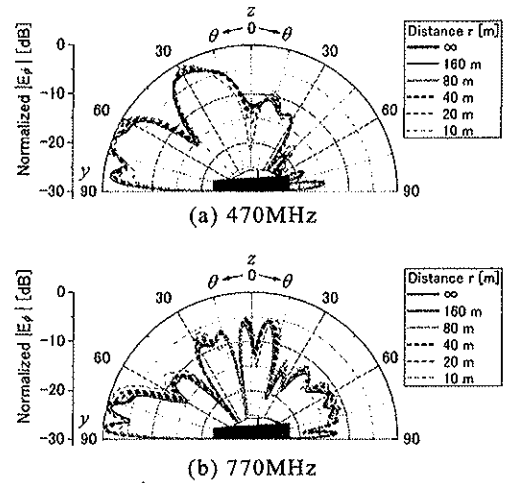 z
θ ← 0 → θ
Normalized |Eφ| [dB]
0
-10
-20
-30
30
30
60
60
y
90
90
Distance r [m]
∞
160 m
80 m
40 m
20 m
10 m
(a) 470MHz
z
θ ← 0 → θ
Normalized |Eφ| [dB]
0
-10
-20
-30
30
30
60
60
y
90
90
Distance r [m]
∞
160 m
80 m
40 m
20 m
10 m
(b) 770MHz